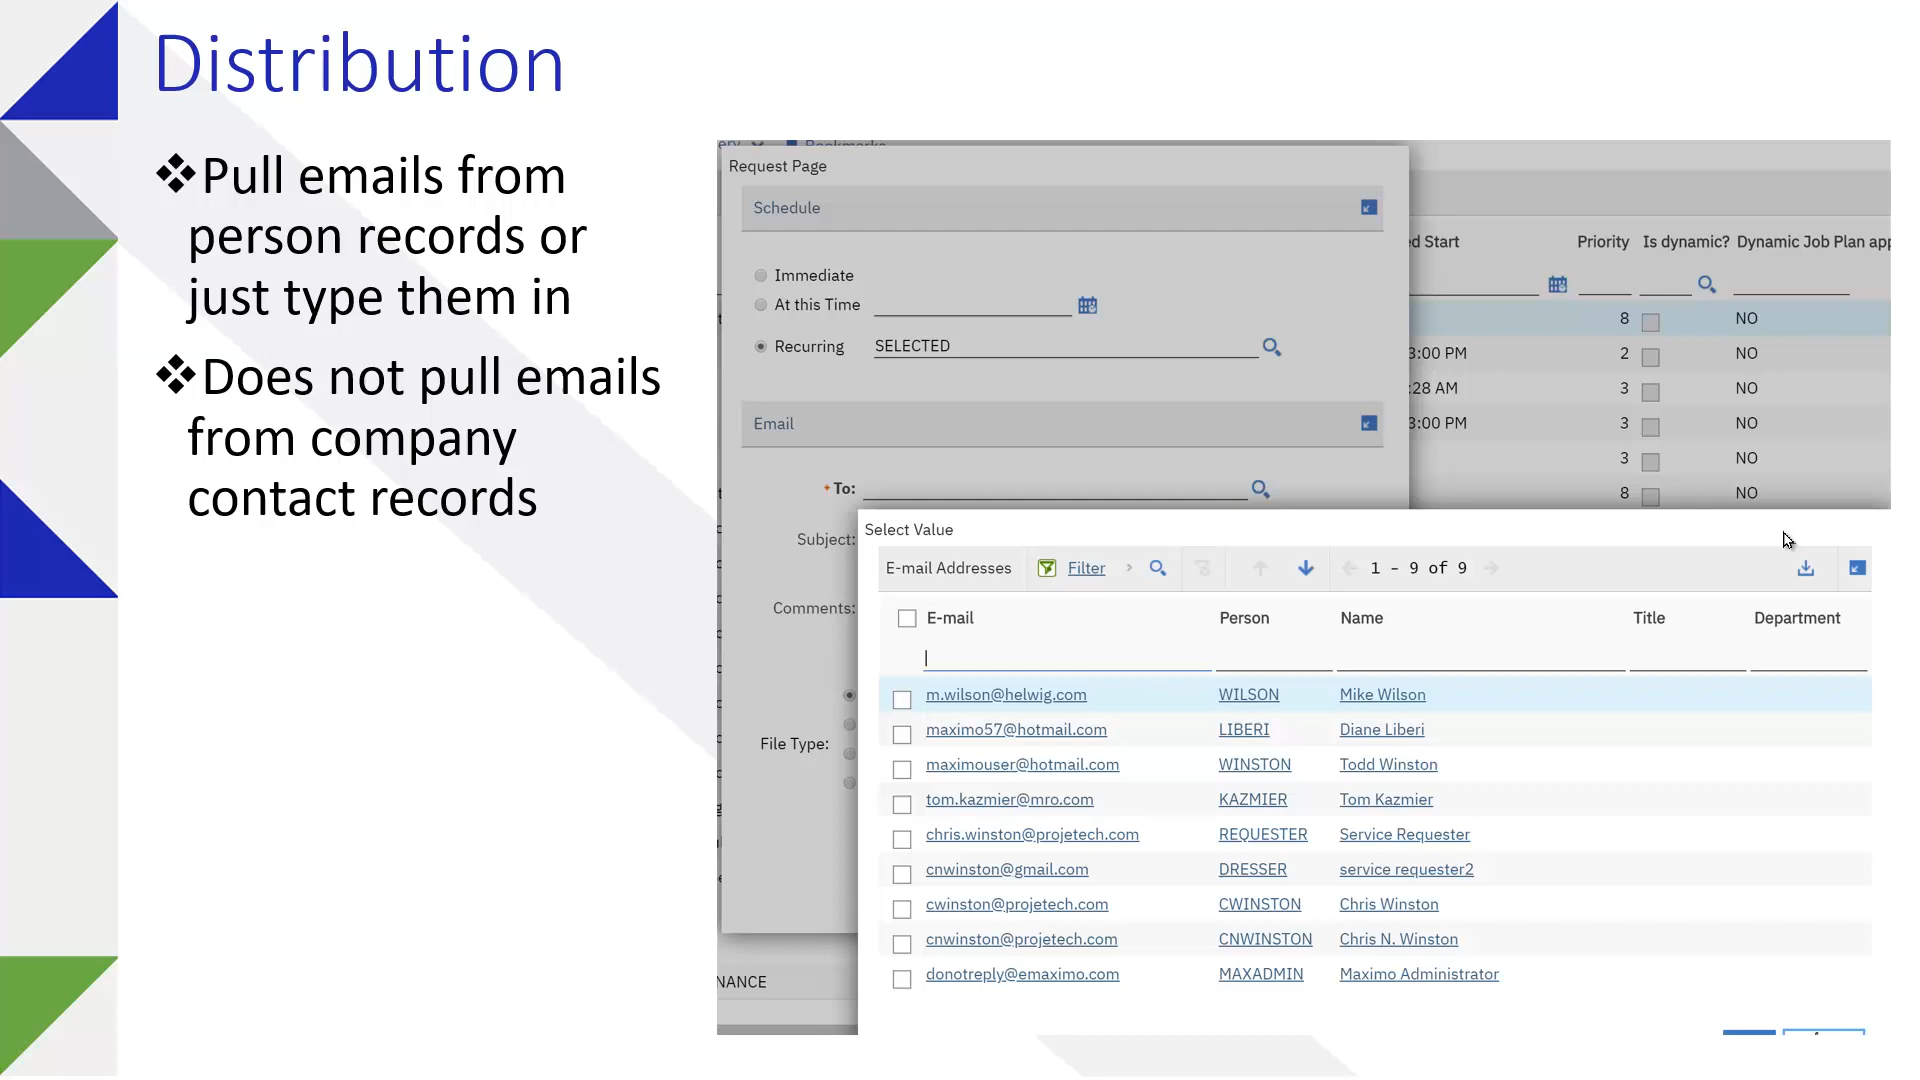 Distribution
❖Pull emails from
person records or
just type them in
❖Does not pull emails
from company
contact records
Bookmarks
Request Page
Schedule
Immediate
At this Time
Recurring SELECTED
Email
To:
Subject:
Comments:
File Type:
NANCE
ed Start Priority Is dynamic? Dynamic Job Plan app
8 NO
3:00 PM 2 NO
:28 AM 3 NO
3:00 PM 3 NO
3 NO
8 NO
Select Value
E-mail Addresses Filter > 1 - 9 of 9
E-mail Person Name Title Department
m.wilson@helwig.com WILSON Mike Wilson
maximo57@hotmail.com LIBERI Diane Liberi
maximouser@hotmail.com WINSTON Todd Winston
tom.kazmier@mro.com KAZMIER Tom Kazmier
chris.winston@projetech.com REQUESTER Service Requester
cnwinston@gmail.com DRESSER service requester2
cwinston@projetech.com CWINSTON Chris Winston
cnwinston@projetech.com CNWINSTON Chris N. Winston
donotreply@emaximo.com MAXADMIN Maximo Administrator